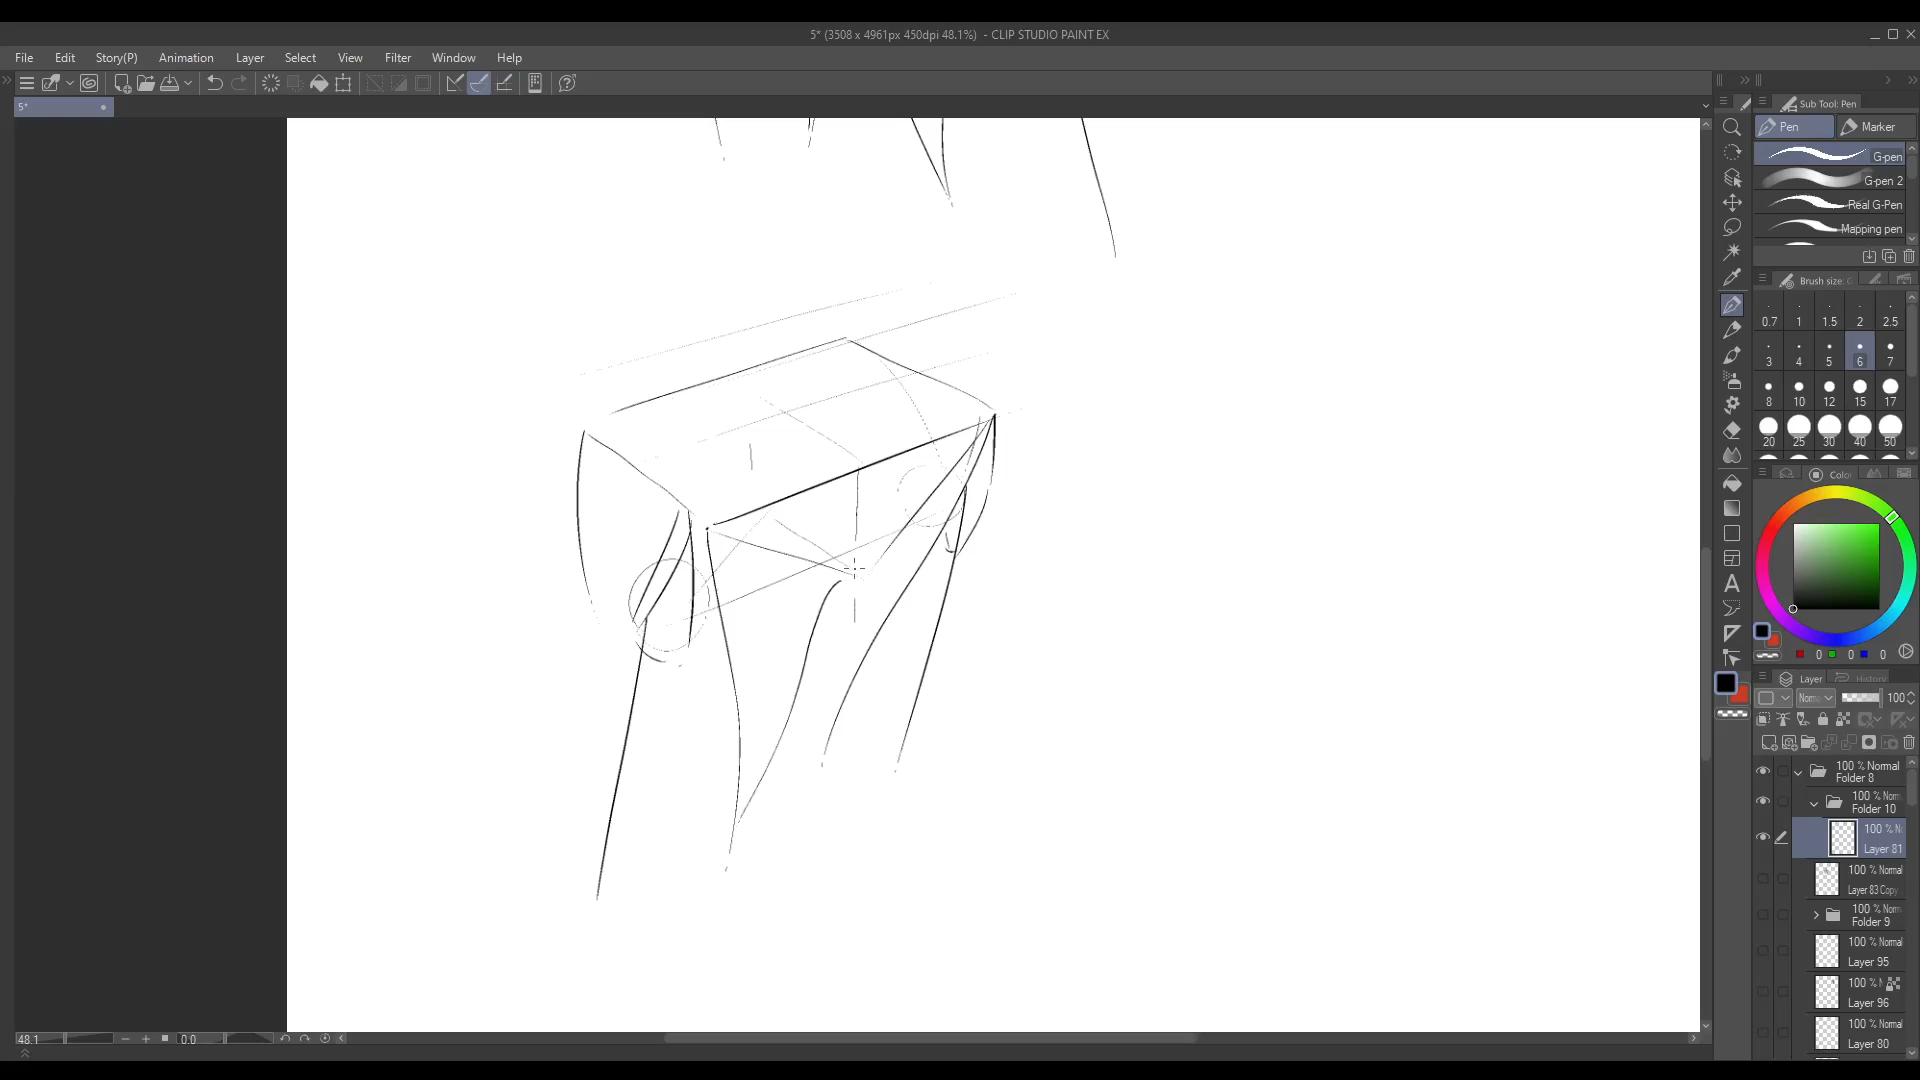 5* (3508 x 4961px 450dpi 48.1%) - CLIP STUDIO PAINT EX
File Edit Story(P) Animation Layer Select View Filter Window Help
5*
Sub Tool: Pen
Pen Marker
G-pen
G-pen 2
Real G-Pen
Mapping pen
Brush size:
0.7 1 1.5 2 2.5
3 4 5 6 7
8 10 12 15 17
20 25 30 40 50
0 0 0
Layer History
100
100 % Normal
Folder 8
Folder 10
Layer 81
100 % Normal
Layer 83 Copy
Folder 9
100 % Normal
Layer 95
Layer 96
100 % Normal
Layer 80
48.1 0.0